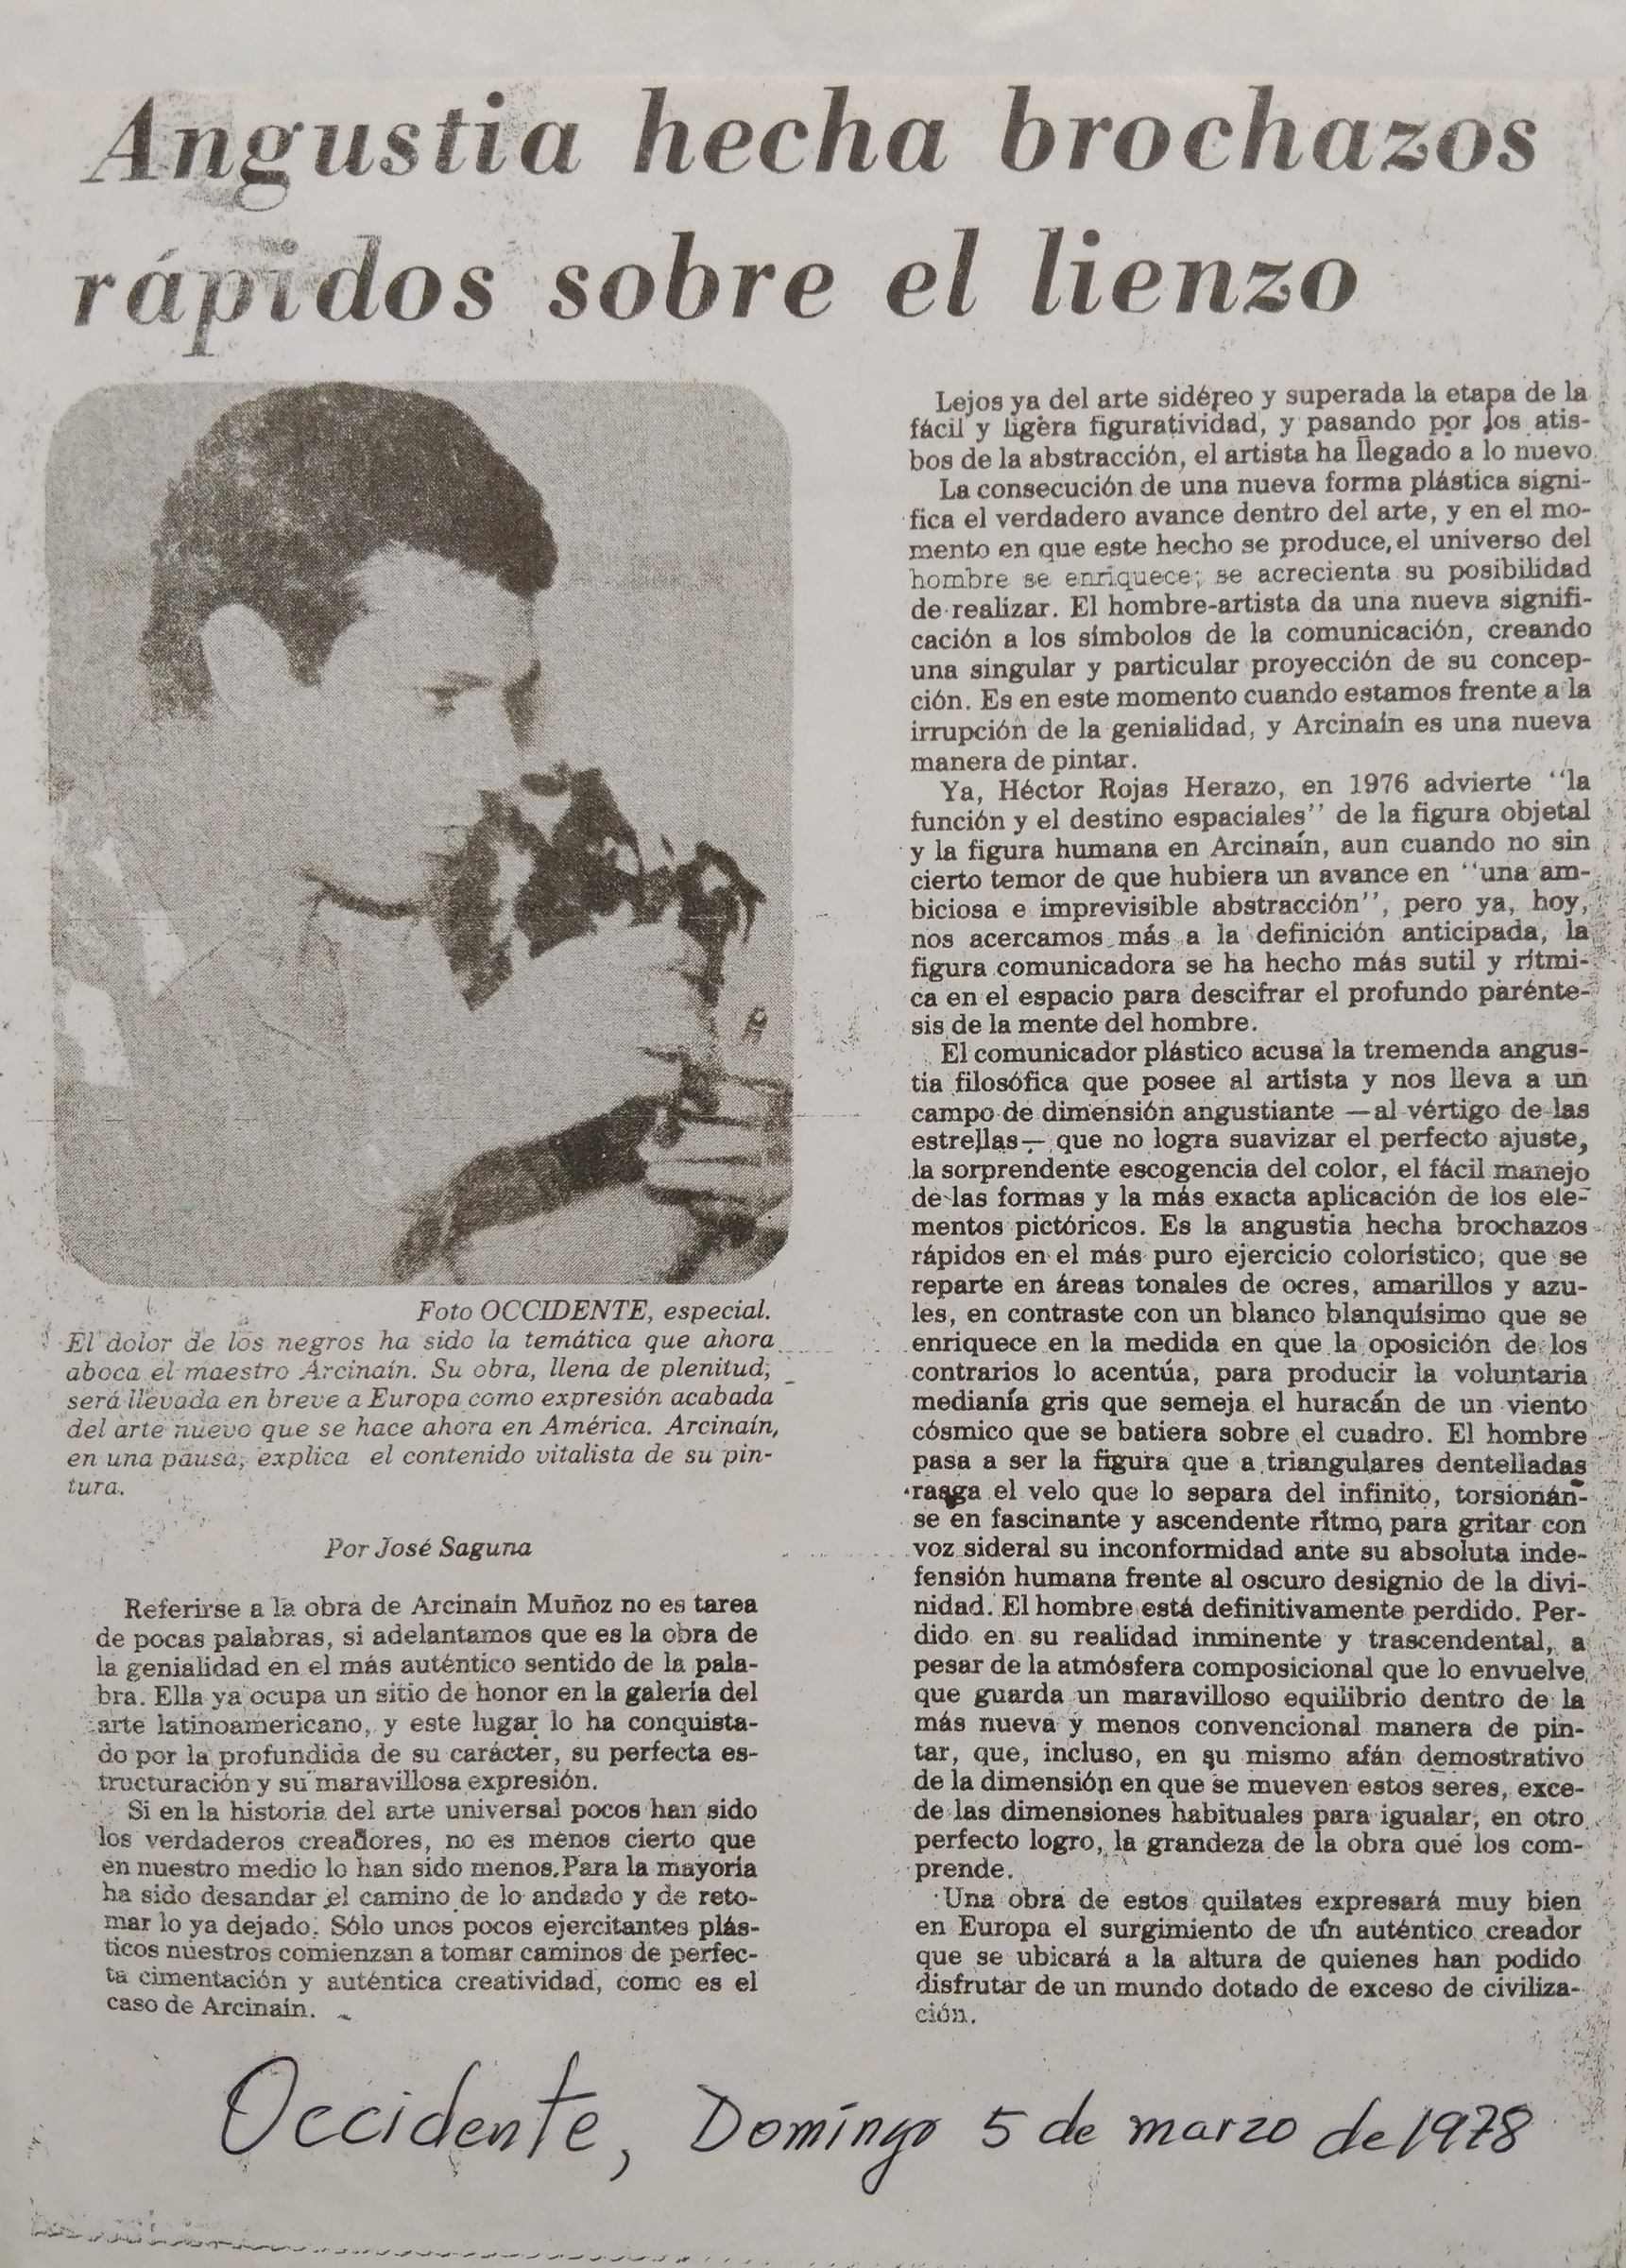 Angustia hecha brochazos
rápidos sobre el lienzo
Foto OCCIDENTE, especial.
El dolor de los negros ha sido la temática que ahora
aboca el maestro Arcinaín. Su obra, llena de plenitud,
será llevada en breve a Europa como expresión acabada
del arte nuevo que se hace ahora en América. Arcinaín,
en una pausa, explica el contenido vitalista de su pin-
tura.
Por José Saguna
Referirse a la obra de Arcinaín Muñoz no es tarea
de pocas palabras, si adelantamos que es la obra de
la genialidad en el más auténtico sentido de la pala-
bra. Ella ya ocupa un sitio de honor en la galería del
arte latinoamericano, y este lugar lo ha conquista-
do por la profundida de su carácter, su perfecta es-
tructuración y su maravillosa expresión.
Si en la historia del arte universal pocos han sido
los verdaderos creadores, no es menos cierto que
en nuestro medio lo han sido menos. Para la mayoría
ha sido desandar el camino de lo andado y de reto-
mar lo ya dejado. Sólo unos pocos ejercitantes plás-
ticos nuestros comienzan a tomar caminos de perfec-
ta cimentación y auténtica creatividad, como es el
caso de Arcinaín.
Lejos ya del arte sidéreo y superada la etapa de la
fácil y ligera figuratividad, y pasando por los atis-
bos de la abstracción, el artista ha llegado a lo nuevo.
La consecución de una nueva forma plástica signi-
fica el verdadero avance dentro del arte, y en el mo-
mento en que este hecho se produce, el universo del
hombre se enriquece; se acrecienta su posibilidad
de realizar. El hombre-artista da una nueva signifi-
cación a los símbolos de la comunicación, creando
una singular y particular proyección de su concep-
ción. Es en este momento cuando estamos frente a la
irrupción de la genialidad, y Arcinaín es una nueva
manera de pintar.
Ya, Héctor Rojas Herazo, en 1976 advierte "la
función y el destino espaciales" de la figura objetal
y la figura humana en Arcinaín, aun cuando no sin
cierto temor de que hubiera un avance en "una am-
biciosa e imprevisible abstracción", pero ya, hoy,
nos acercamos más a la definición anticipada, la
figura comunicadora se ha hecho más sutil y rítmi-
ca en el espacio para descifrar el profundo parénte-
sis de la mente del hombre.
El comunicador plástico acusa la tremenda angus-
tia filosófica que posee al artista y nos lleva a un
campo de dimensión angustiante —al vértigo de las
estrellas— que no logra suavizar el perfecto ajuste,
la sorprendente escogencia del color, el fácil manejo
de las formas y la más exacta aplicación de los ele-
mentos pictóricos. Es la angustia hecha brochazos
rápidos en el más puro ejercicio colorístico, que se
reparte en áreas tonales de ocres, amarillos y azu-
les, en contraste con un blanco blanquísimo que se
enriquece en la medida en que la oposición de los
contrarios lo acentúa, para producir la voluntaria
medianía gris que semeja el huracán de un viento
cósmico que se batiera sobre el cuadro. El hombre
pasa a ser la figura que a triangulares dentelladas
rasga el velo que lo separa del infinito, torsionán-
se en fascinante y ascendente ritmo, para gritar con
voz sideral su inconformidad ante su absoluta inde-
fensión humana frente al oscuro designio de la divi-
nidad. El hombre está definitivamente perdido. Per-
dido en su realidad inminente y trascendental, a
pesar de la atmósfera composicional que lo envuelve,
que guarda un maravilloso equilibrio dentro de la
más nueva y menos convencional manera de pin-
tar, que, incluso, en su mismo afán demostrativo
de la dimensión en que se mueven estos seres, exce-
de las dimensiones habituales para igualar, en otro
perfecto logro, la grandeza de la obra que los com-
prende.
Una obra de estos quilates expresará muy bien
en Europa el surgimiento de un auténtico creador
que se ubicará a la altura de quienes han podido
disfrutar de un mundo dotado de exceso de civiliza-
ción.
Occidente, Domingo 5 de marzo de 1978